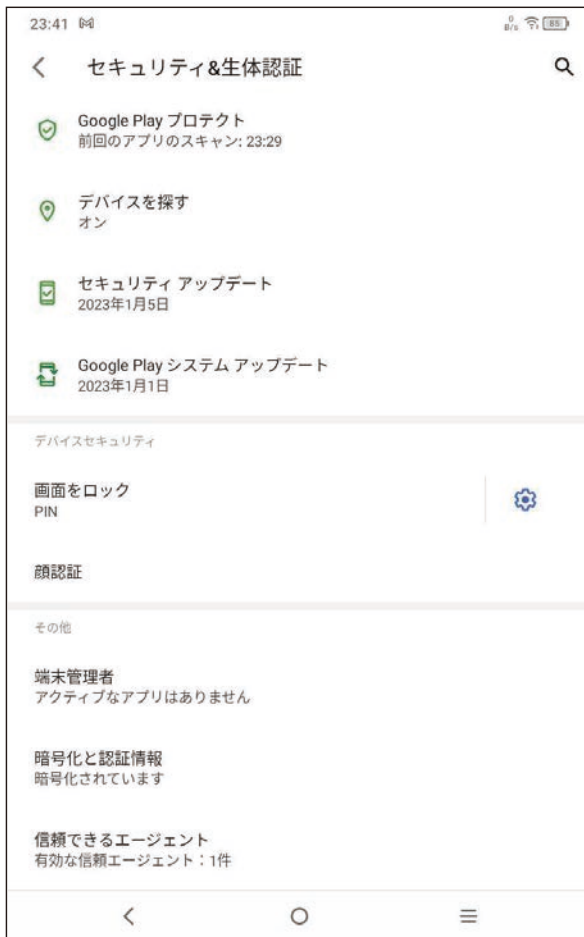 23:41
0
B/s
85
セキュリティ&生体認証
Google Play プロテクト
前回のアプリのスキャン: 23:29
デバイスを探す
オン
セキュリティ アップデート
2023年1月5日
Google Play システム アップデート
2023年1月1日
デバイスセキュリティ
画面をロック
PIN
顔認証
その他
端末管理者
アクティブなアプリはありません
暗号化と認証情報
暗号化されています
信頼できるエージェント
有効な信頼エージェント：1件